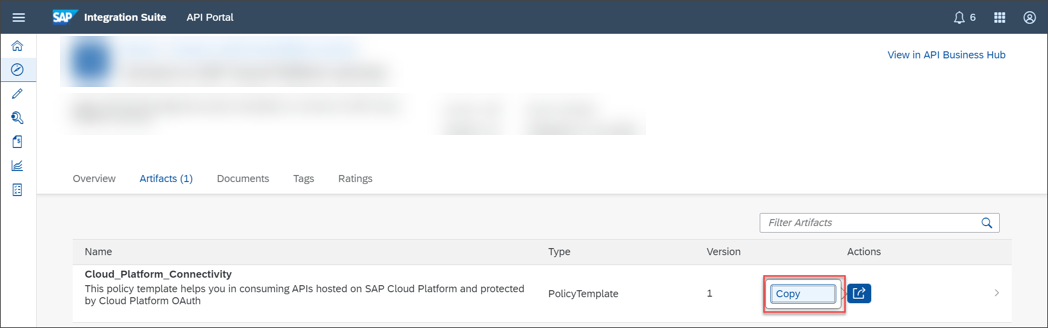 SAP Integration Suite API Portal 6
View in API Business Hub
Overview Artifacts (1) Documents Tags Ratings
Filter Artifacts
Name Type Version Actions
Cloud_Platform_Connectivity
This policy template helps you in consuming APIs hosted on SAP Cloud Platform and protected
by Cloud Platform OAuth
PolicyTemplate 1 Copy